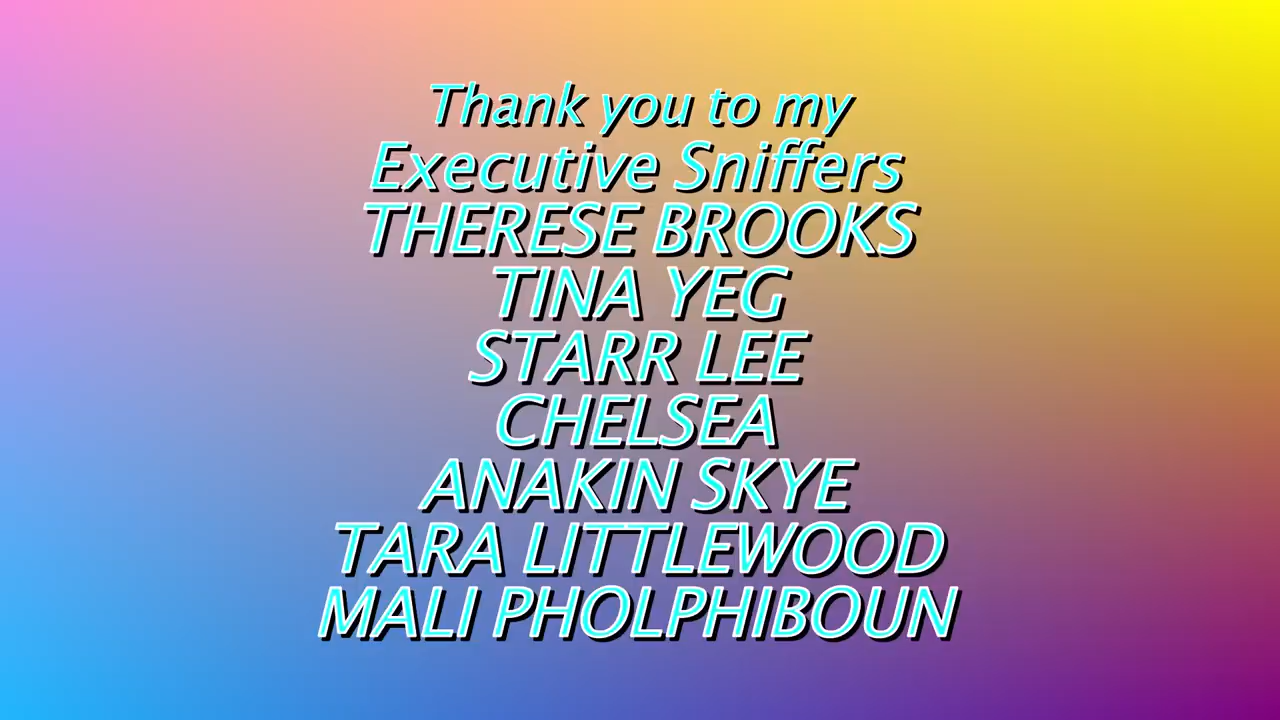 Thank you to my
Executive Sniffers
THERESE BROOKS
TINA YEG
STARR LEE
CHELSEA
ANAKIN SKYE
TARA LITTLEWOOD
MALI PHOLPHIBOUN